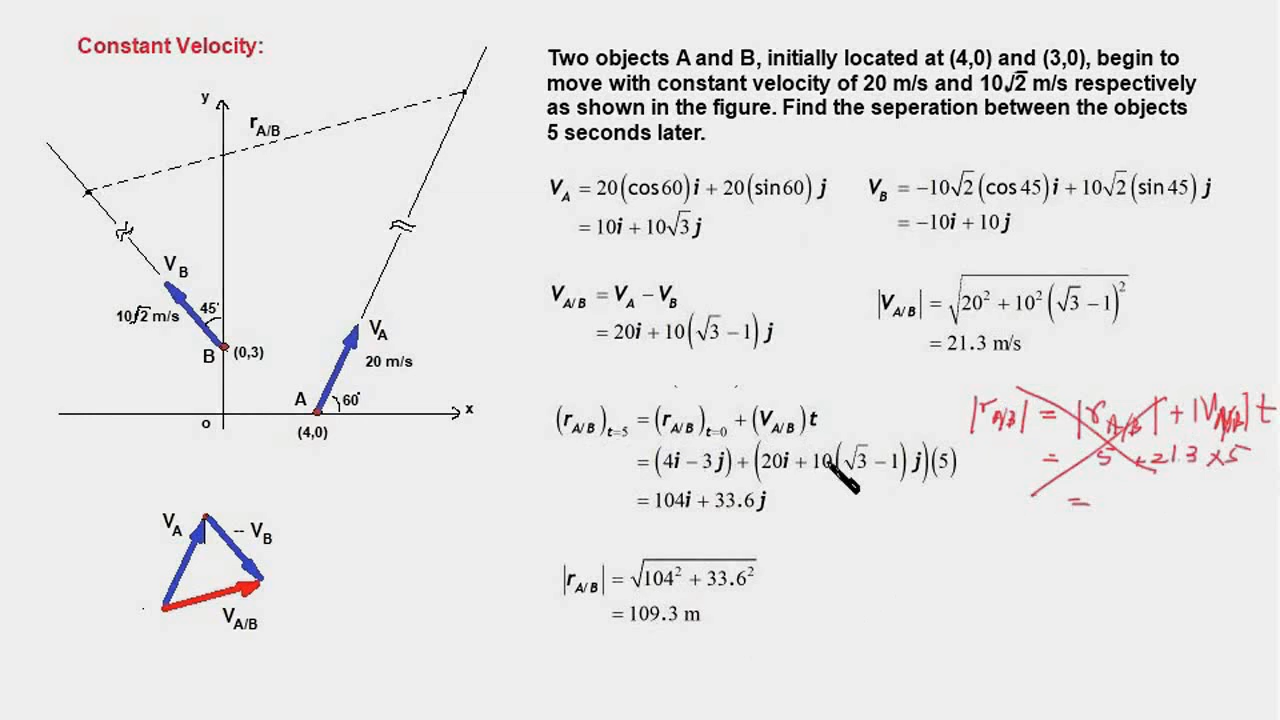 Constant Velocity:
Two objects A and B, initially located at (4,0) and (3,0), begin to
move with constant velocity of 20 m/s and 10√2 m/s respectively
as shown in the figure. Find the seperation between the objects
5 seconds later.
y
r_A/B
V_B
45°
10√2 m/s
B
(0,3)
V_A
20 m/s
A
60°
x
o
(4,0)
V_A
-- V_B
V_A/B
V_A = 20(cos60)i + 20(sin60)j
= 10i + 10√3j
V_B = −10√2(cos45)i + 10√2(sin45)j
= −10i + 10j
V_A/B = V_A − V_B
= 20i + 10(√3 − 1)j
|V_A/B| = √(20² + 10²(√3 − 1)²)
= 21.3 m/s
(r_A/B)_t=5 = (r_A/B)_t=0 + (V_A/B)t
= (4i − 3j) + (20i + 10(√3 − 1)j)(5)
= 104i + 33.6j
|r_A/B| = √(104² + 33.6²)
= 109.3 m
|r_A/B| = |r_A/B| + |V_A/B| t
= 5 + 21.3 × 5
=